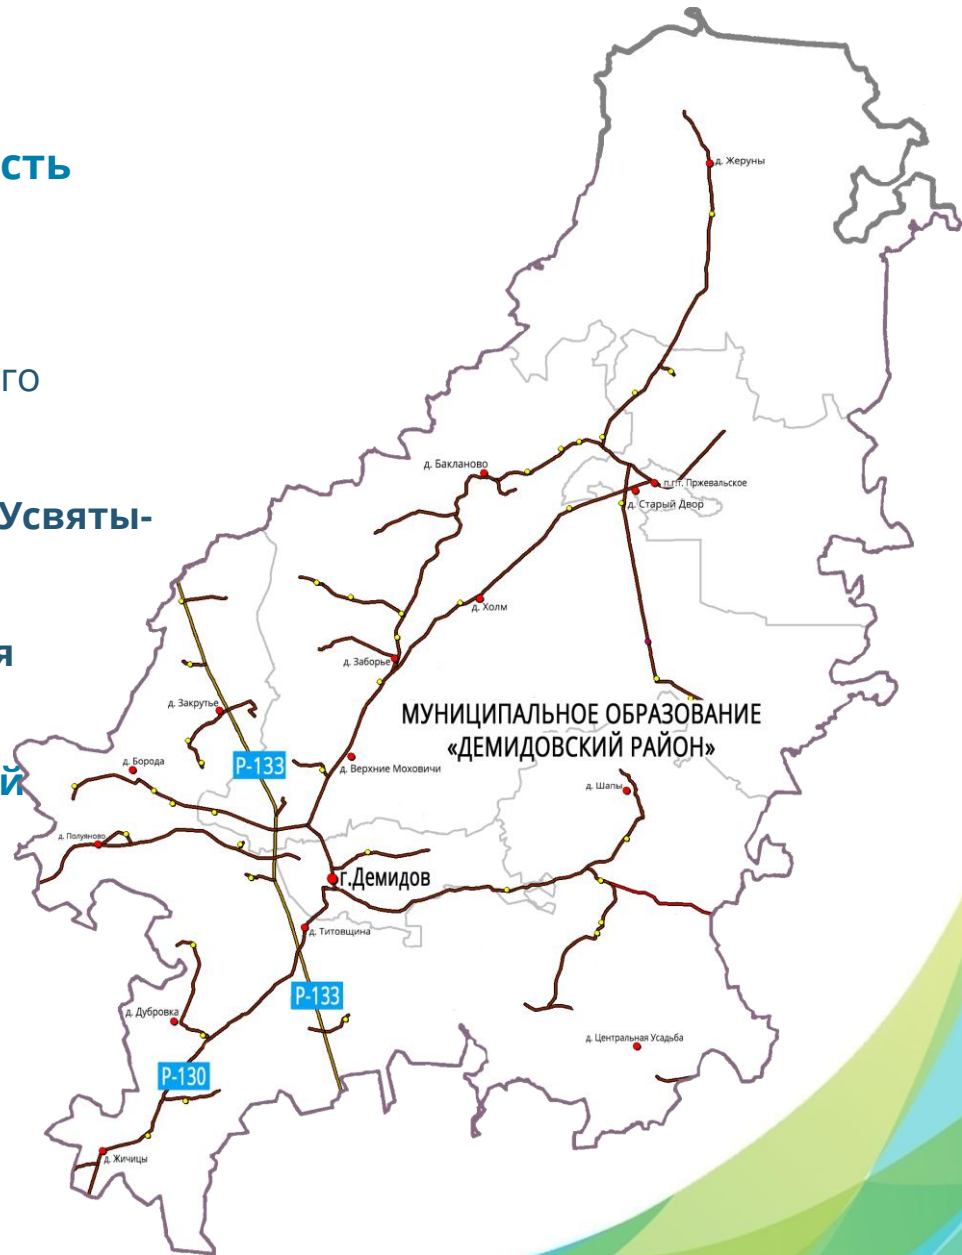 сть
д. Жеруны
го
д. Бакланово
п.г.т. Пржевальское
д. Старый Двор
Усвяты-
д. Холм
я
д. Заборье
д. Закрутье
МУНИЦИПАЛЬНОЕ ОБРАЗОВАНИЕ
«ДЕМИДОВСКИЙ РАЙОН»
Р-133
д. Борода
д. Верхние Моховичи
й
д. Шапы
д. Полуяново
г.Демидов
д. Титовщина
Р-133
д. Дубровка
д. Центральная Усадьба
Р-130
д. Жичицы